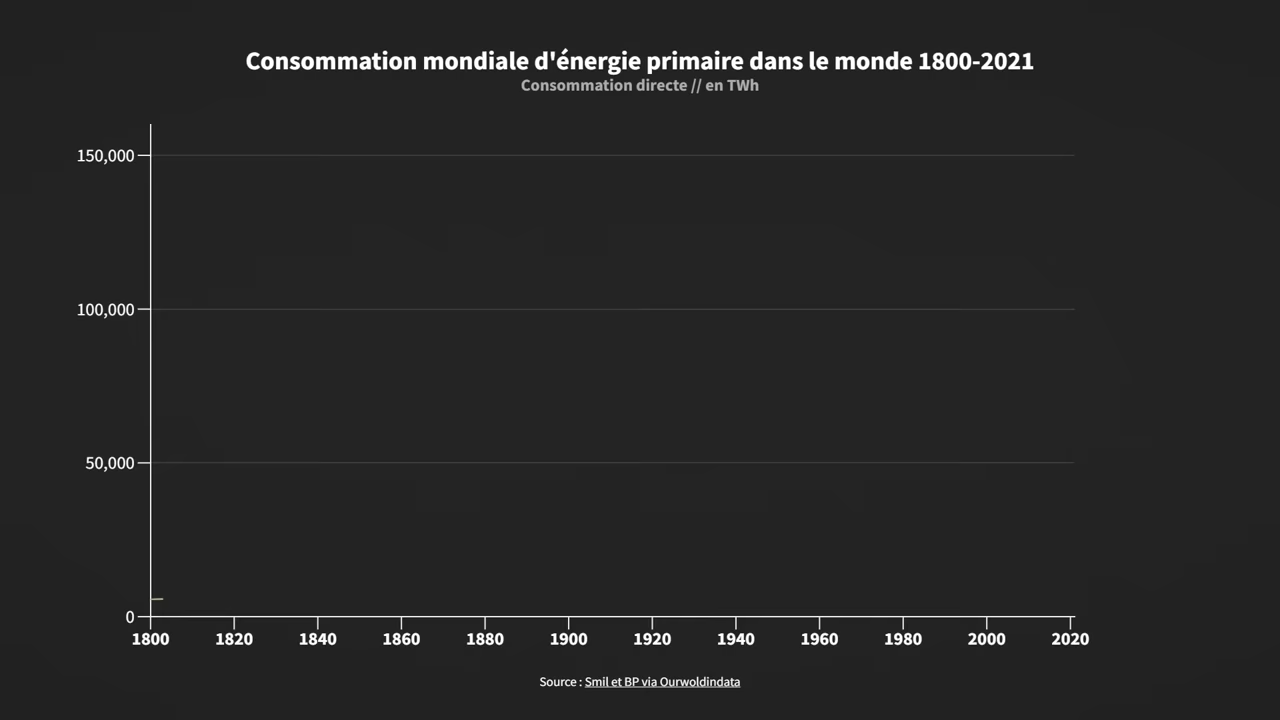 Consommation mondiale d'énergie primaire dans le monde 1800-2021
Consommation directe // en TWh
150,000
100,000
50,000
0
1800 1820 1840 1860 1880 1900 1920 1940 1960 1980 2000 2020
Source : Smil et BP via Ourwoldindata